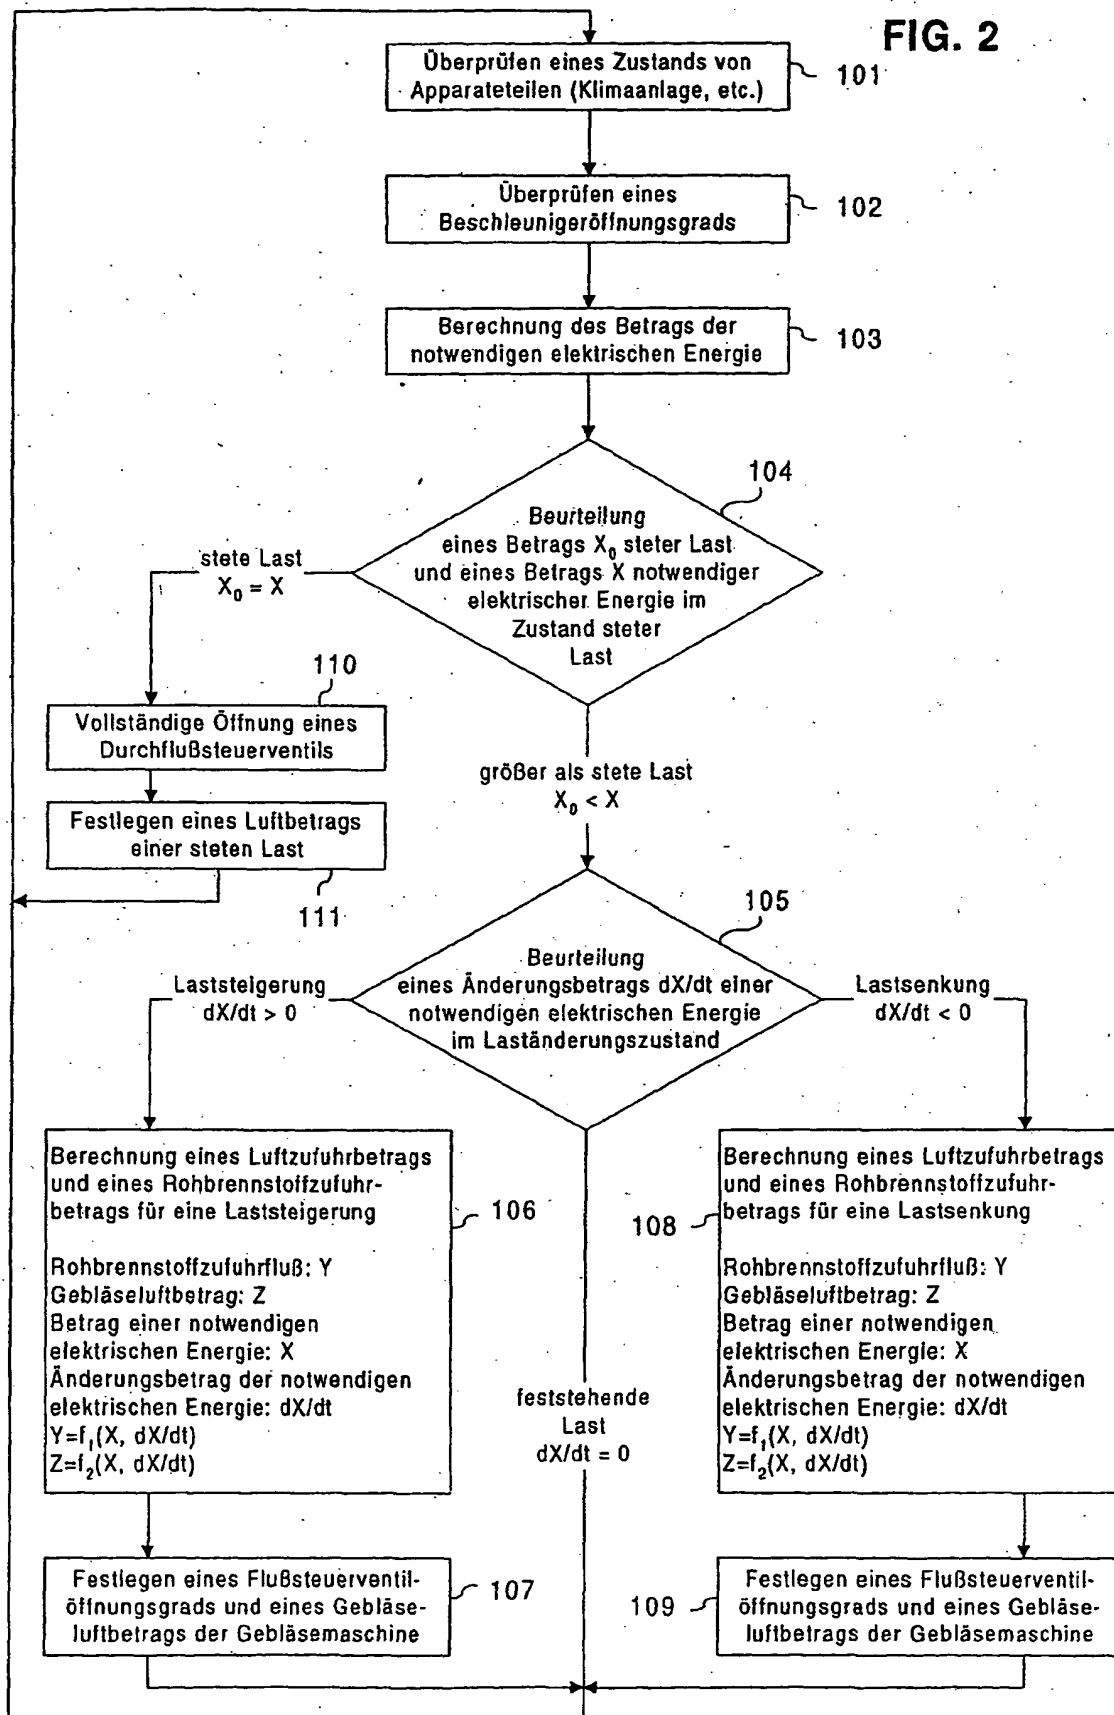 FIG. 2
Überprüfen eines Zustands von
Apparateteilen (Klimaanlage, etc.)
101
Überprüfen eines
Beschleunigeröffnungsgrads
102
Berechnung des Betrags der
notwendigen elektrischen Energie
103
104
Beurteilung
eines Betrags X₀ steter Last
und eines Betrags X notwendiger
elektrischer Energie im
Zustand steter
Last
stete Last
X₀ = X
110
Vollständige Öffnung eines
Durchflußsteuerventils
Festlegen eines Luftbetrags
einer steten Last
111
größer als stete Last
X₀ < X
105
Beurteilung
eines Änderungsbetrags dX/dt einer
notwendigen elektrischen Energie
im Laständerungszustand
Laststeigerung
dX/dt > 0
Lastsenkung
dX/dt < 0
Berechnung eines Luftzufuhrbetrags
und eines Rohbrennstoffzufuhr-
betrags für eine Laststeigerung
Rohbrennstoffzufuhrfluß: Y
Gebläseluftbetrag: Z
Betrag einer notwendigen
elektrischen Energie: X
Änderungsbetrag der notwendigen
elektrischen Energie: dX/dt
Y=f₁(X, dX/dt)
Z=f₂(X, dX/dt)
106
feststehende
Last
dX/dt = 0
108
Berechnung eines Luftzufuhrbetrags
und eines Rohbrennstoffzufuhr-
betrags für eine Lastsenkung
Rohbrennstoffzufuhrfluß: Y
Gebläseluftbetrag: Z
Betrag einer notwendigen
elektrischen Energie: X
Änderungsbetrag der notwendigen
elektrischen Energie: dX/dt
Y=f₁(X, dX/dt)
Z=f₂(X, dX/dt)
Festlegen eines Flußsteuerventil-
öffnungsgrads und eines Gebläse-
luftbetrags der Gebläsemaschine
107
109
Festlegen eines Flußsteuerventil-
öffnungsgrads und eines Gebläse-
luftbetrags der Gebläsemaschine